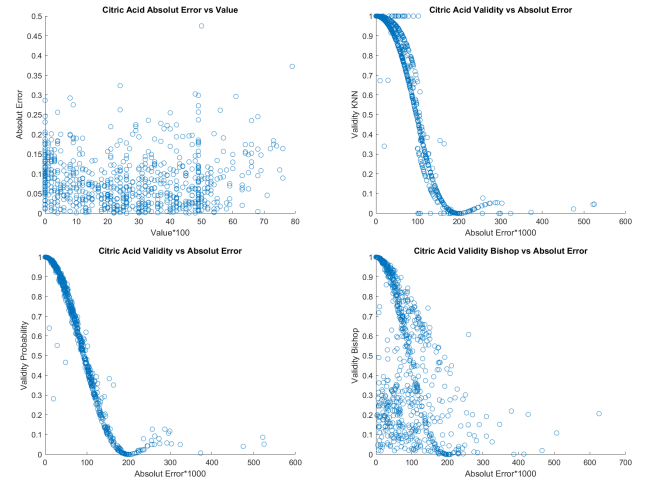 Citric Acid Absolut Error vs Value
0.5
0.45
0.4
0.35
0.3
0.25
0.2
0.15
0.1
0.05
0
Absolut Error
0 10 20 30 40 50 60 70 80
Value*100
Citric Acid Validity vs Absolut Error
1
0.9
0.8
0.7
0.6
0.5
0.4
0.3
0.2
0.1
0
Validity KNN
0 100 200 300 400 500 600
Absolut Error*1000
Citric Acid Validity vs Absolut Error
1
0.9
0.8
0.7
0.6
0.5
0.4
0.3
0.2
0.1
0
Validity Probability
0 100 200 300 400 500 600
Absolut Error*1000
Citric Acid Validity Bishop vs Absolut Error
1
0.9
0.8
0.7
0.6
0.5
0.4
0.3
0.2
0.1
0
Validity Bishop
0 100 200 300 400 500 600 700
Absolut Error*1000